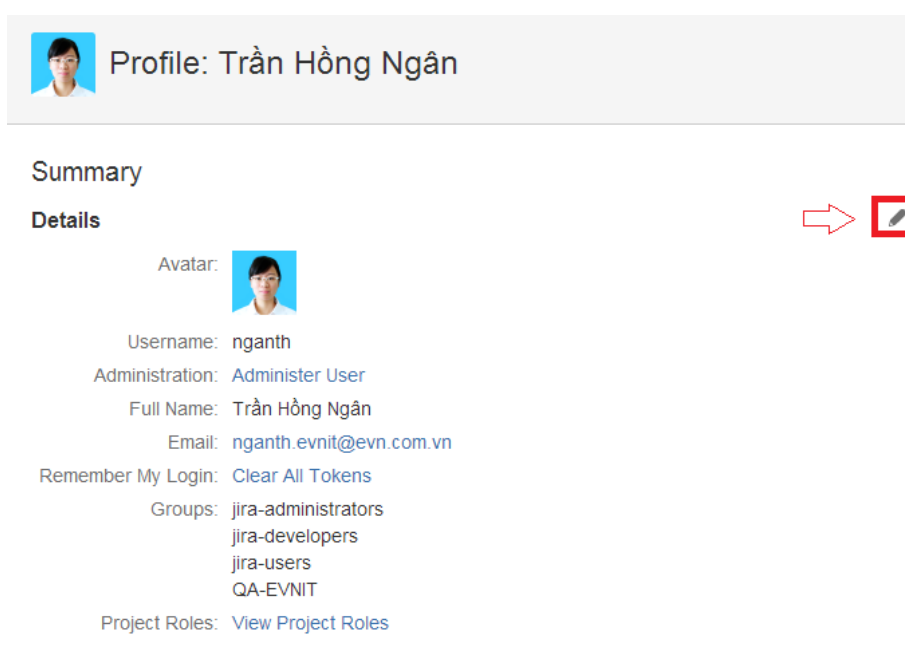 Profile: Trần Hồng Ngân
Summary
Details
Avatar:
Username: nganth
Administration: Administer User
Full Name: Trần Hồng Ngân
Email: nganth.evnit@evn.com.vn
Remember My Login: Clear All Tokens
Groups: jira-administrators
jira-developers
jira-users
QA-EVNIT
Project Roles: View Project Roles